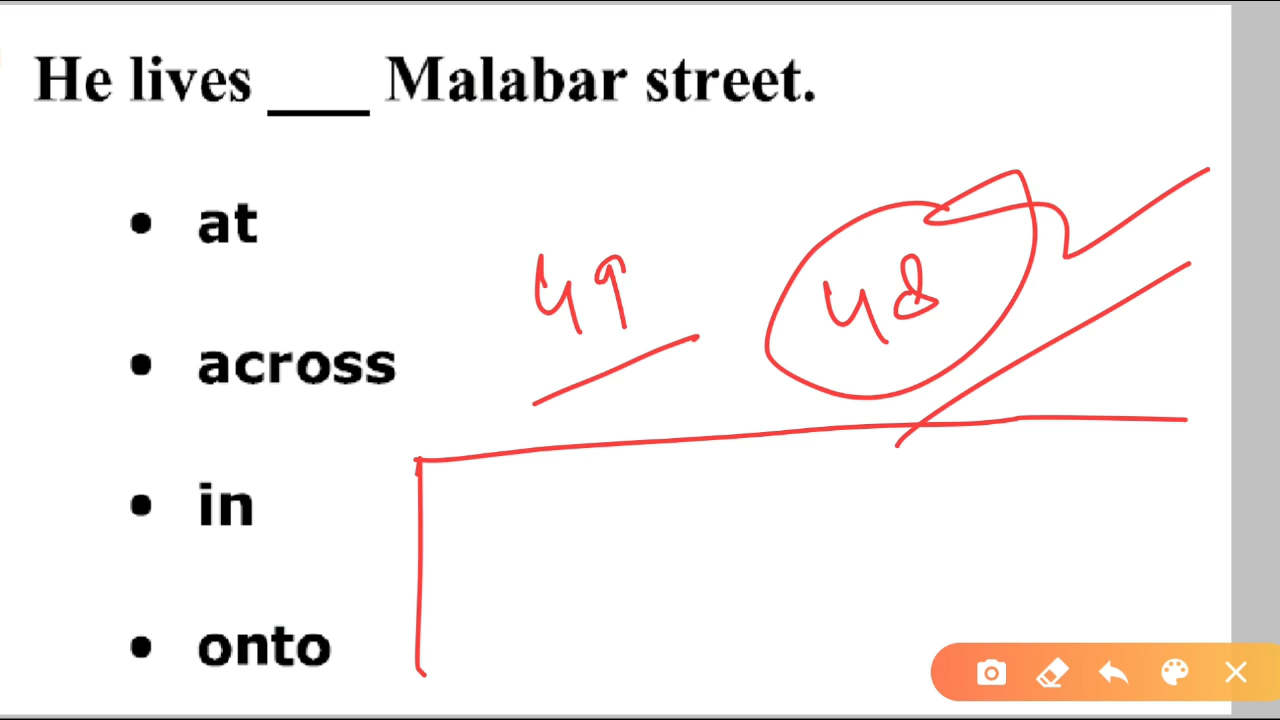 He lives ___ Malabar street.
• at
• across
49 48
• in
• onto